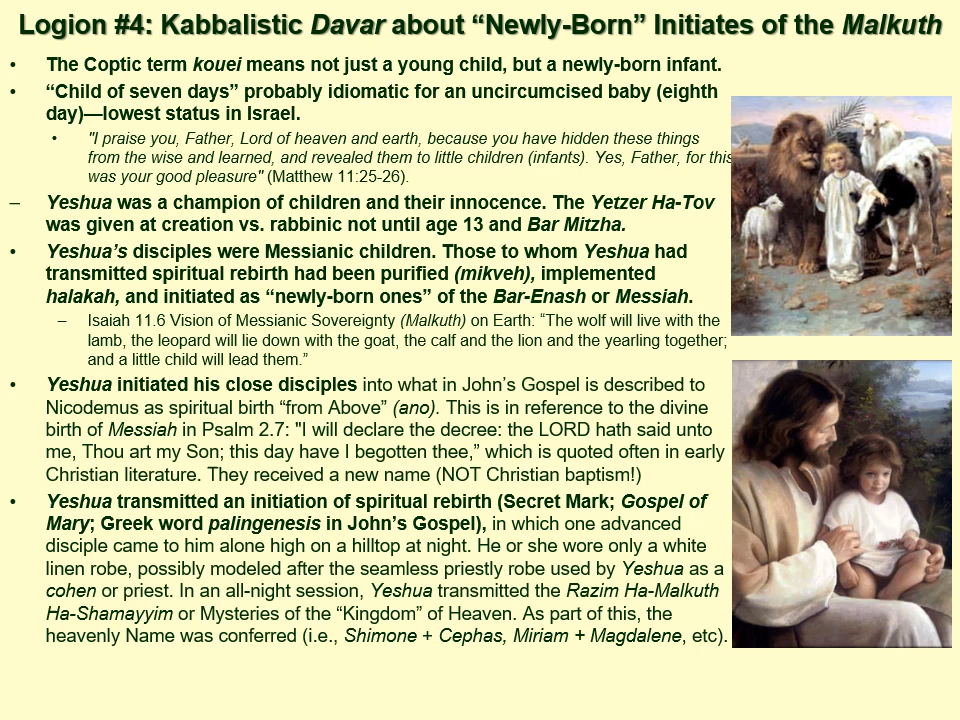 Logion #4: Kabbalistic Davar about “Newly-Born” Initiates of the Malkuth
• The Coptic term kouei means not just a young child, but a newly-born infant.
• “Child of seven days” probably idiomatic for an uncircumcised baby (eighth
day)—lowest status in Israel.
• "I praise you, Father, Lord of heaven and earth, because you have hidden these things
from the wise and learned, and revealed them to little children (infants). Yes, Father, for this
was your good pleasure" (Matthew 11:25-26).
– Yeshua was a champion of children and their innocence. The Yetzer Ha-Tov
was given at creation vs. rabbinic not until age 13 and Bar Mitzha.
• Yeshua’s disciples were Messianic children. Those to whom Yeshua had
transmitted spiritual rebirth had been purified (mikveh), implemented
halakah, and initiated as “newly-born ones” of the Bar-Enash or Messiah.
– Isaiah 11.6 Vision of Messianic Sovereignty (Malkuth) on Earth: “The wolf will live with the
lamb, the leopard will lie down with the goat, the calf and the lion and the yearling together;
and a little child will lead them.”
• Yeshua initiated his close disciples into what in John’s Gospel is described to
Nicodemus as spiritual birth “from Above” (ano). This is in reference to the divine
birth of Messiah in Psalm 2.7: "I will declare the decree: the LORD hath said unto
me, Thou art my Son; this day have I begotten thee,” which is quoted often in early
Christian literature. They received a new name (NOT Christian baptism!)
• Yeshua transmitted an initiation of spiritual rebirth (Secret Mark; Gospel of
Mary; Greek word palingenesis in John’s Gospel), in which one advanced
disciple came to him alone high on a hilltop at night. He or she wore only a white
linen robe, possibly modeled after the seamless priestly robe used by Yeshua as a
cohen or priest. In an all-night session, Yeshua transmitted the Razim Ha-Malkuth
Ha-Shamayyim or Mysteries of the “Kingdom” of Heaven. As part of this, the
heavenly Name was conferred (i.e., Shimone + Cephas, Miriam + Magdalene, etc).